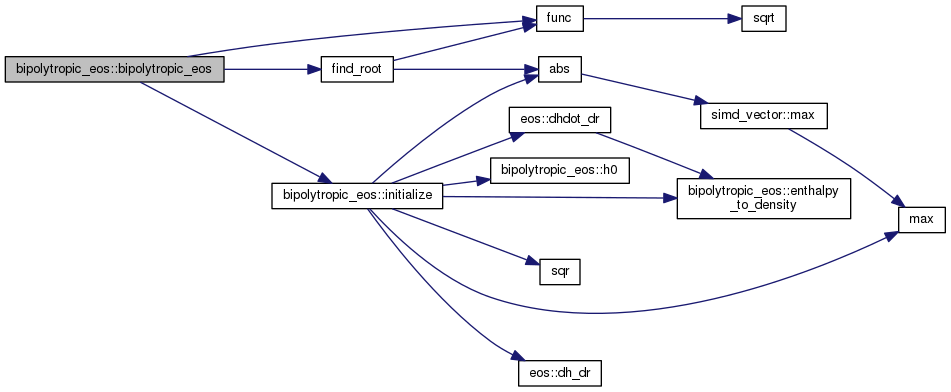 bipolytropic_eos::bipolytropic_eos
func
sqrt
find_root
abs
simd_vector::max
eos::dhdot_dr
bipolytropic_eos::h0
bipolytropic_eos::initialize
bipolytropic_eos::enthalpy
_to_density
max
sqr
eos::dh_dr